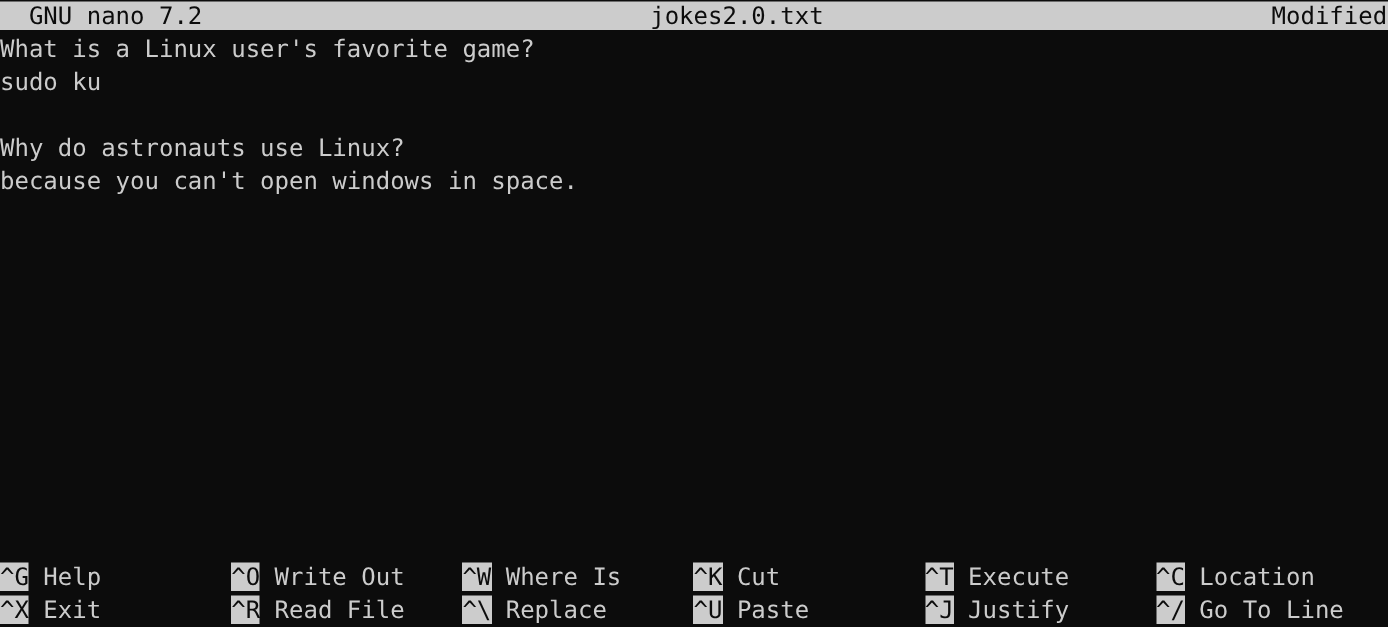 GNU nano 7.2 jokes2.0.txt Modified
What is a Linux user's favorite game?
sudo ku
Why do astronauts use Linux?
because you can't open windows in space.
^G Help ^O Write Out ^W Where Is ^K Cut ^T Execute ^C Location
^X Exit ^R Read File ^\ Replace ^U Paste ^J Justify ^/ Go To Line